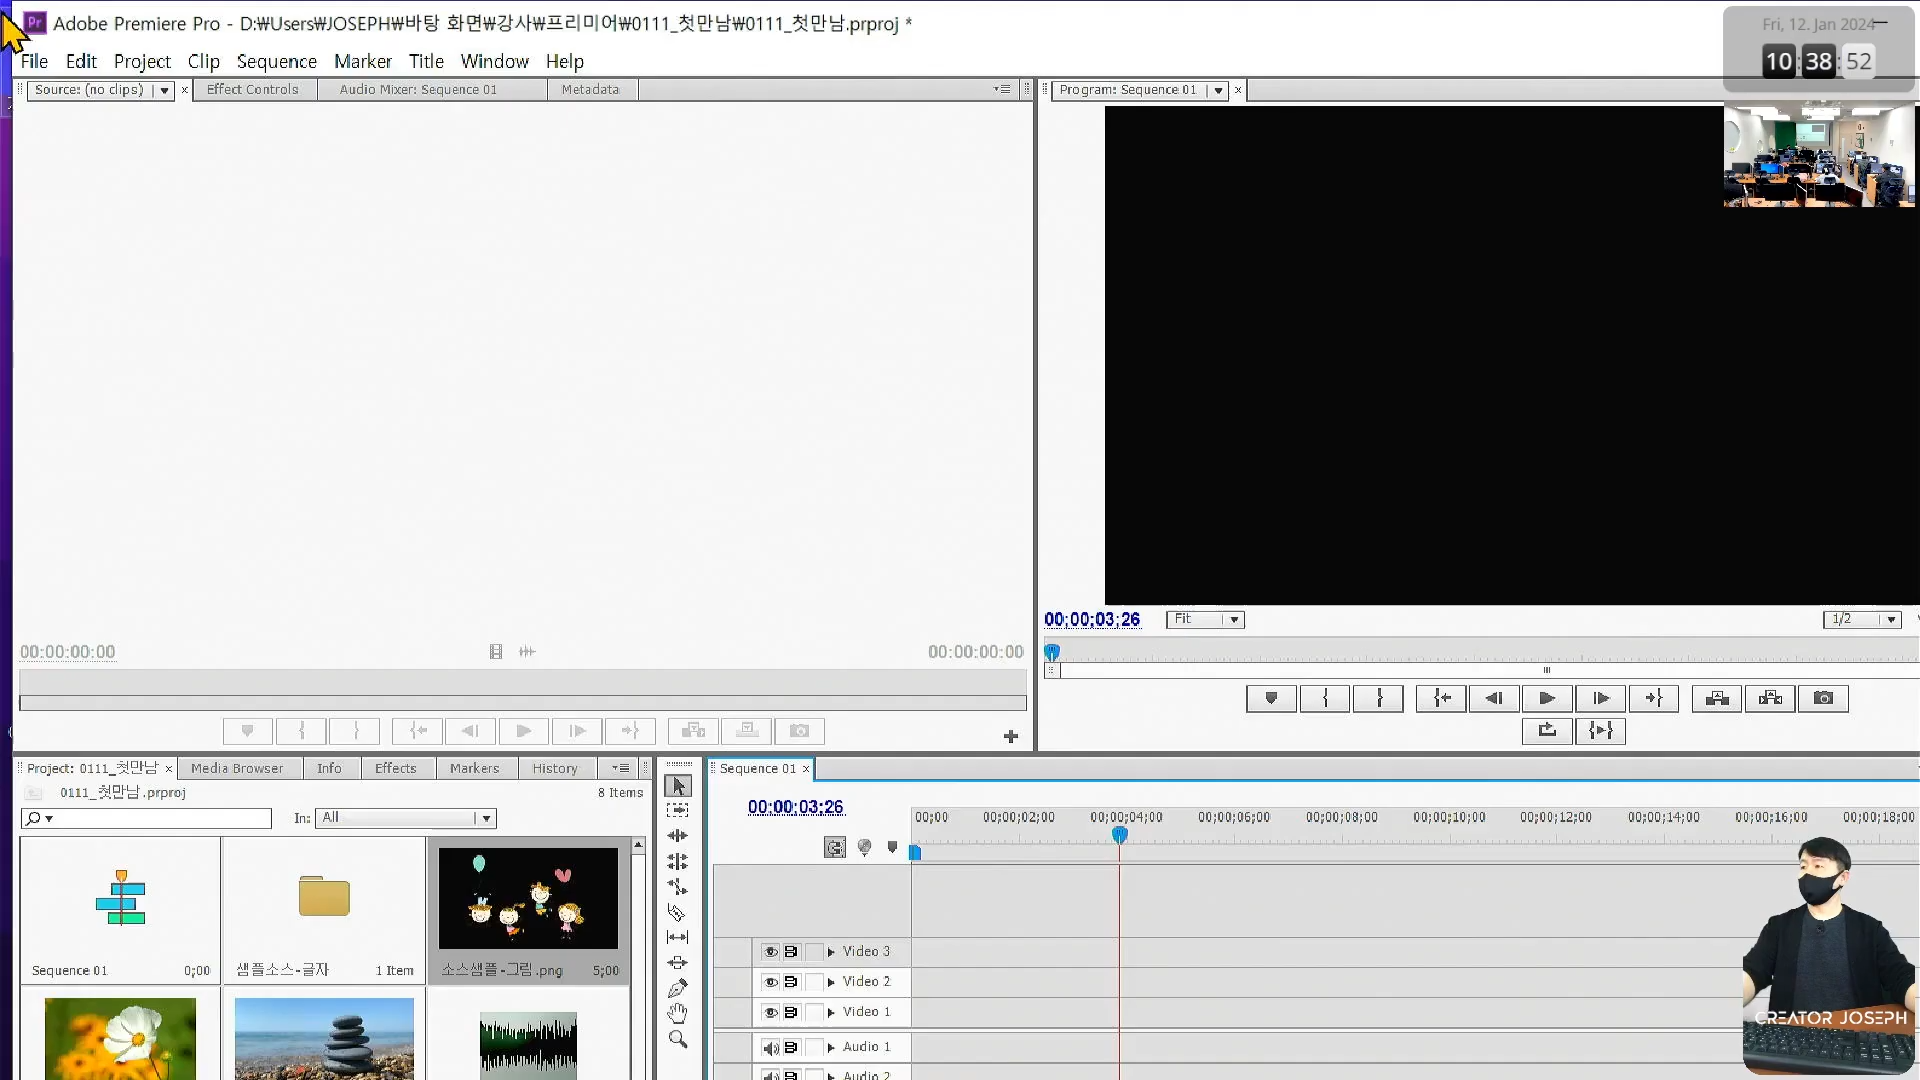 Adobe Premiere Pro - D:₩Users₩JOSEPH₩바탕 화면₩강사₩프리미어₩0111_첫만남₩0111_첫만남.prproj *
Fri, 12. Jan 2024
10:38:52
File Edit Project Clip Sequence Marker Title Window Help
Source: (no clips) Effect Controls Audio Mixer: Sequence 01 Metadata
Program: Sequence 01
00;00;03;26 Fit 1/2
00:00:00:00 00:00:00:00
Project: 0111_첫만남 Media Browser Info Effects Markers History
Sequence 01
0111_첫만남.prproj 8 Items
In: All
00;00;03;26
00;00 00;00;02;00 00;00;04;00 00;00;06;00 00;00;08;00 00;00;10;00 00;00;12;00 00;00;14;00 00;00;16;00 00;00;18;00
Sequence 01 0;00
샘플소스-글자 1 Item
소스샘플-그림.png 5;00
Video 3
Video 2
Video 1
Audio 1
Audio 2
CREATOR JOSEPH